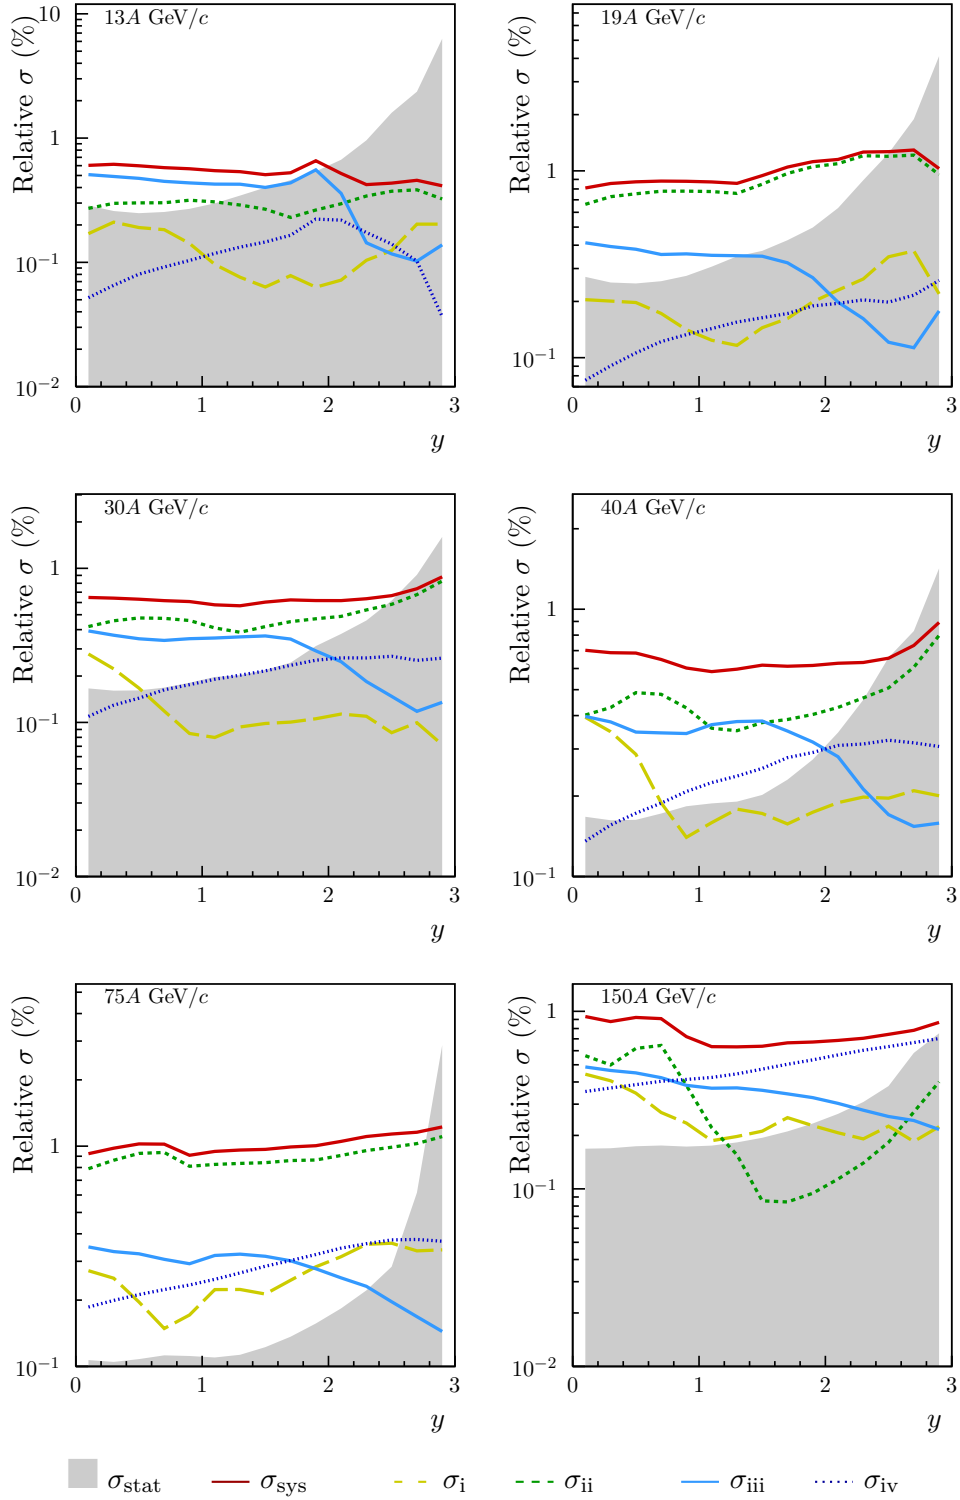 13A GeV/c
Relative σ (%)
10
1
10⁻¹
10⁻²
0 1 2 3
y
19A GeV/c
Relative σ (%)
1
10⁻¹
0 1 2 3
y
30A GeV/c
Relative σ (%)
1
10⁻¹
10⁻²
0 1 2 3
y
40A GeV/c
Relative σ (%)
1
10⁻¹
0 1 2 3
y
75A GeV/c
Relative σ (%)
1
10⁻¹
0 1 2 3
y
150A GeV/c
Relative σ (%)
1
10⁻¹
10⁻²
0 1 2 3
y
σstat σsys σi σii σiii σiv